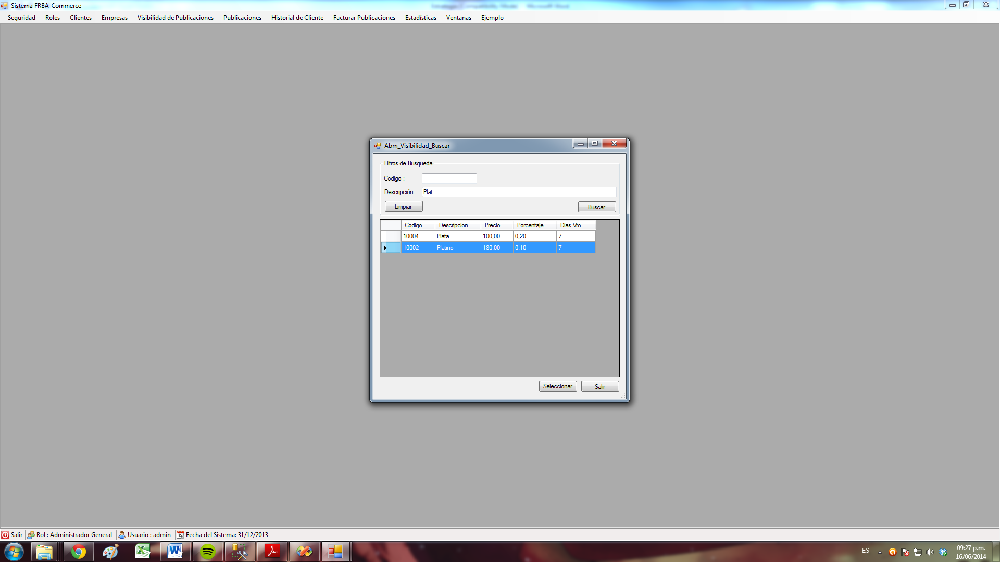 Sistema FRBA-Commerce
Seguridad Roles Clientes Empresas Visibilidad de Publicaciones Publicaciones Historial de Cliente Facturar Publicaciones Estadísticas Ventanas Ejemplo
Abm_Visibilidad_Buscar
Filtros de Busqueda
Codigo :
Descripción : Plat
Limpiar Buscar
Codigo Descripcion Precio Porcentaje Dias Vto.
10004 Plata 100,00 0,20 7
10002 Platino 180,00 0,10 7
Seleccionar Salir
Salir Rol : Administrador General Usuario : admin Fecha del Sistema: 31/12/2013
ES 09:27 p.m.
16/06/2014